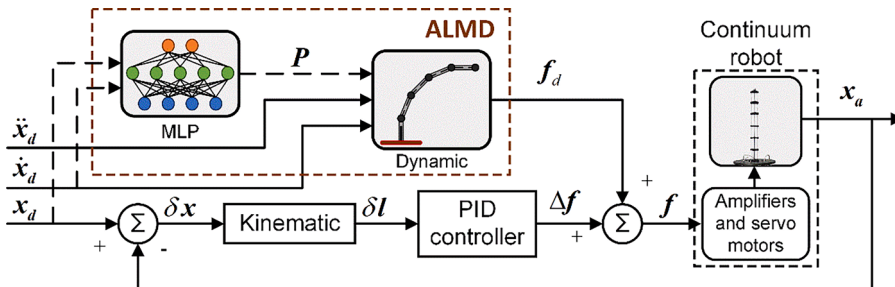 ALMD
Continuum
robot
P
f_d
x_a
MLP
ẍ_d
Dynamic
ẋ_d
x_d
Σ
δx
Kinematic
δl
PID
controller
Δf
Σ
f
Amplifiers
and servo
motors
+
-
+
+